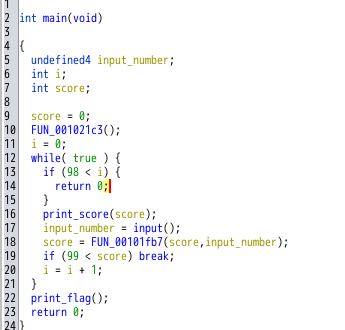 1
2 int main(void)
3
4 {
5 undefined4 input_number;
6 int i;
7 int score;
8
9 score = 0;
10 FUN_001021c3();
11 i = 0;
12 while( true ) {
13 if (98 < i) {
14 return 0;
15 }
16 print_score(score);
17 input_number = input();
18 score = FUN_00101fb7(score,input_number);
19 if (99 < score) break;
20 i = i + 1;
21 }
22 print_flag();
23 return 0;
24 }